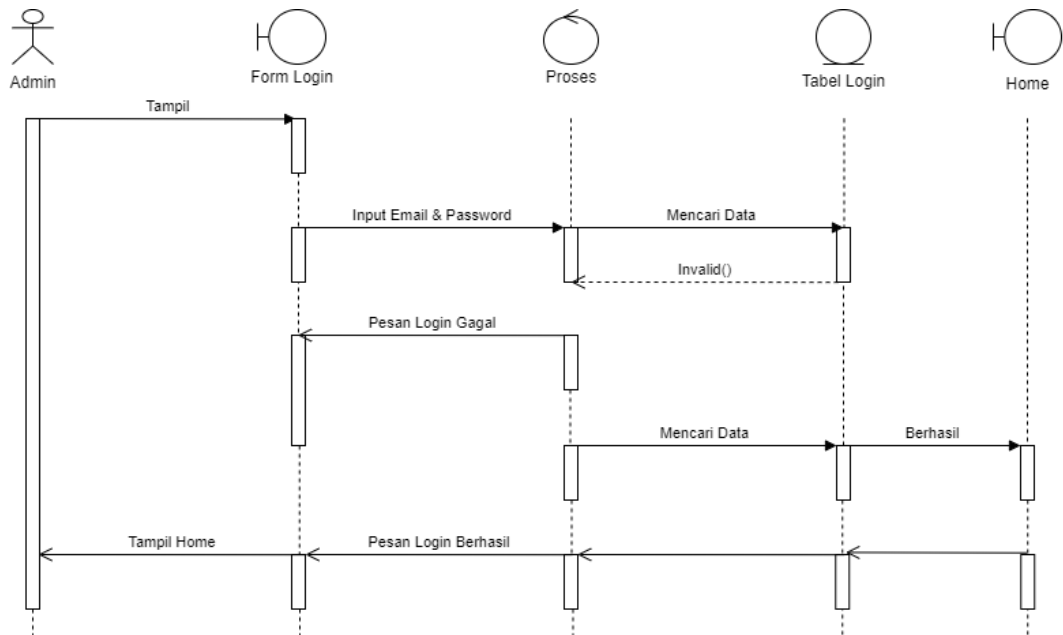 Admin
Form Login
Proses
Tabel Login
Home
Tampil
Input Email & Password
Mencari Data
Invalid()
Pesan Login Gagal
Mencari Data
Berhasil
Tampil Home
Pesan Login Berhasil